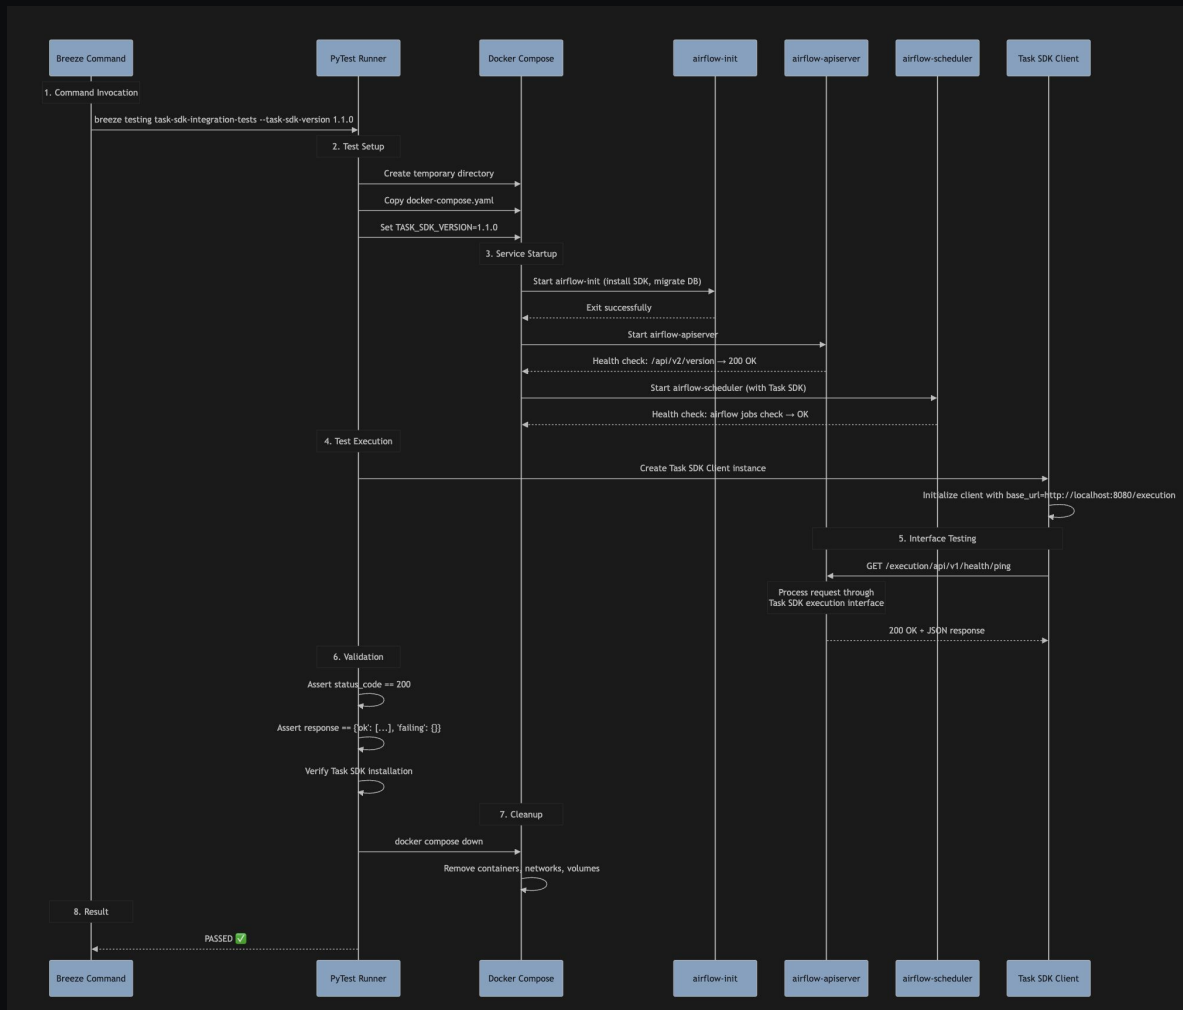 Breeze Command
PyTest Runner
Docker Compose
airflow-init
airflow-apiserver
airflow-scheduler
Task SDK Client
1. Command Invocation
breeze testing task-sdk-integration-tests --task-sdk-version 1.1.0
2. Test Setup
Create temporary directory
Copy docker-compose.yaml
Set TASK_SDK_VERSION=1.1.0
3. Service Startup
Start airflow-init (install SDK, migrate DB)
Exit successfully
Start airflow-apiserver
Health check: /api/v2/version → 200 OK
Start airflow-scheduler (with Task SDK)
Health check: airflow jobs check → OK
4. Test Execution
Create Task SDK Client instance
Initialize client with base_url=http://localhost:8080/execution
5. Interface Testing
GET /execution/api/v1/health/ping
Process request through
Task SDK execution interface
200 OK + JSON response
6. Validation
Assert status_code == 200
Assert response == {'ok': [...], 'failing': {}}
Verify Task SDK installation
7. Cleanup
docker compose down
Remove containers, networks, volumes
8. Result
PASSED ✅
Breeze Command
PyTest Runner
Docker Compose
airflow-init
airflow-apiserver
airflow-scheduler
Task SDK Client